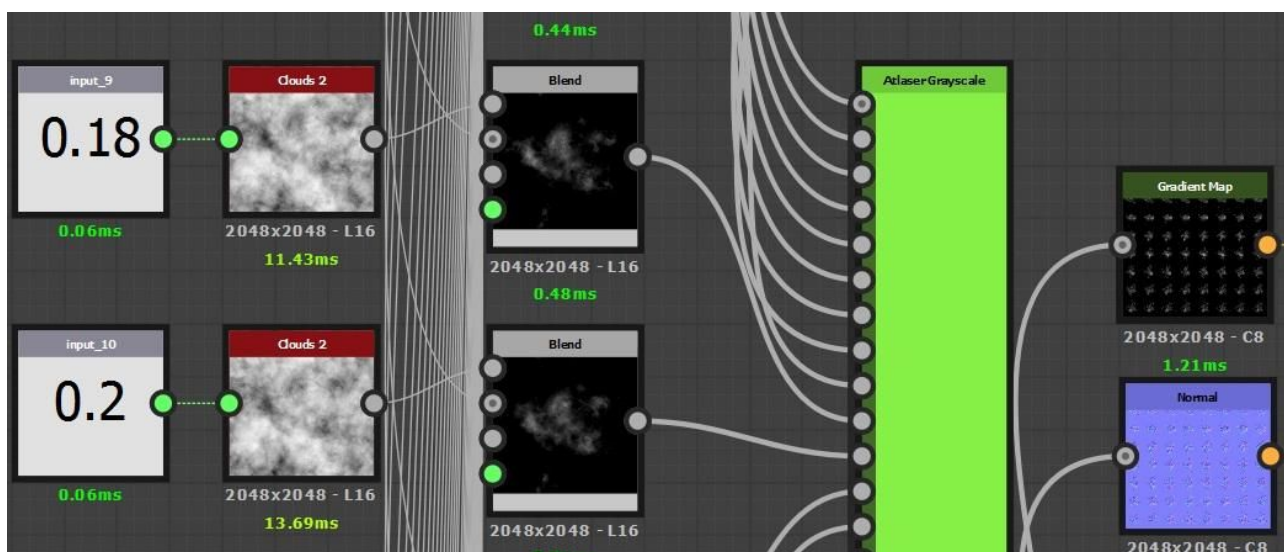 0.44ms
input_9
0.18
0.06ms
Clouds 2
2048x2048 - L16
11.43ms
Blend
2048x2048 - L16
0.48ms
Atlaser Grayscale
Gradient Map
2048x2048 - C8
1.21ms
input_10
0.2
0.06ms
Clouds 2
2048x2048 - L16
13.69ms
Blend
2048x2048 - L16
Normal
2048x2048 - C8